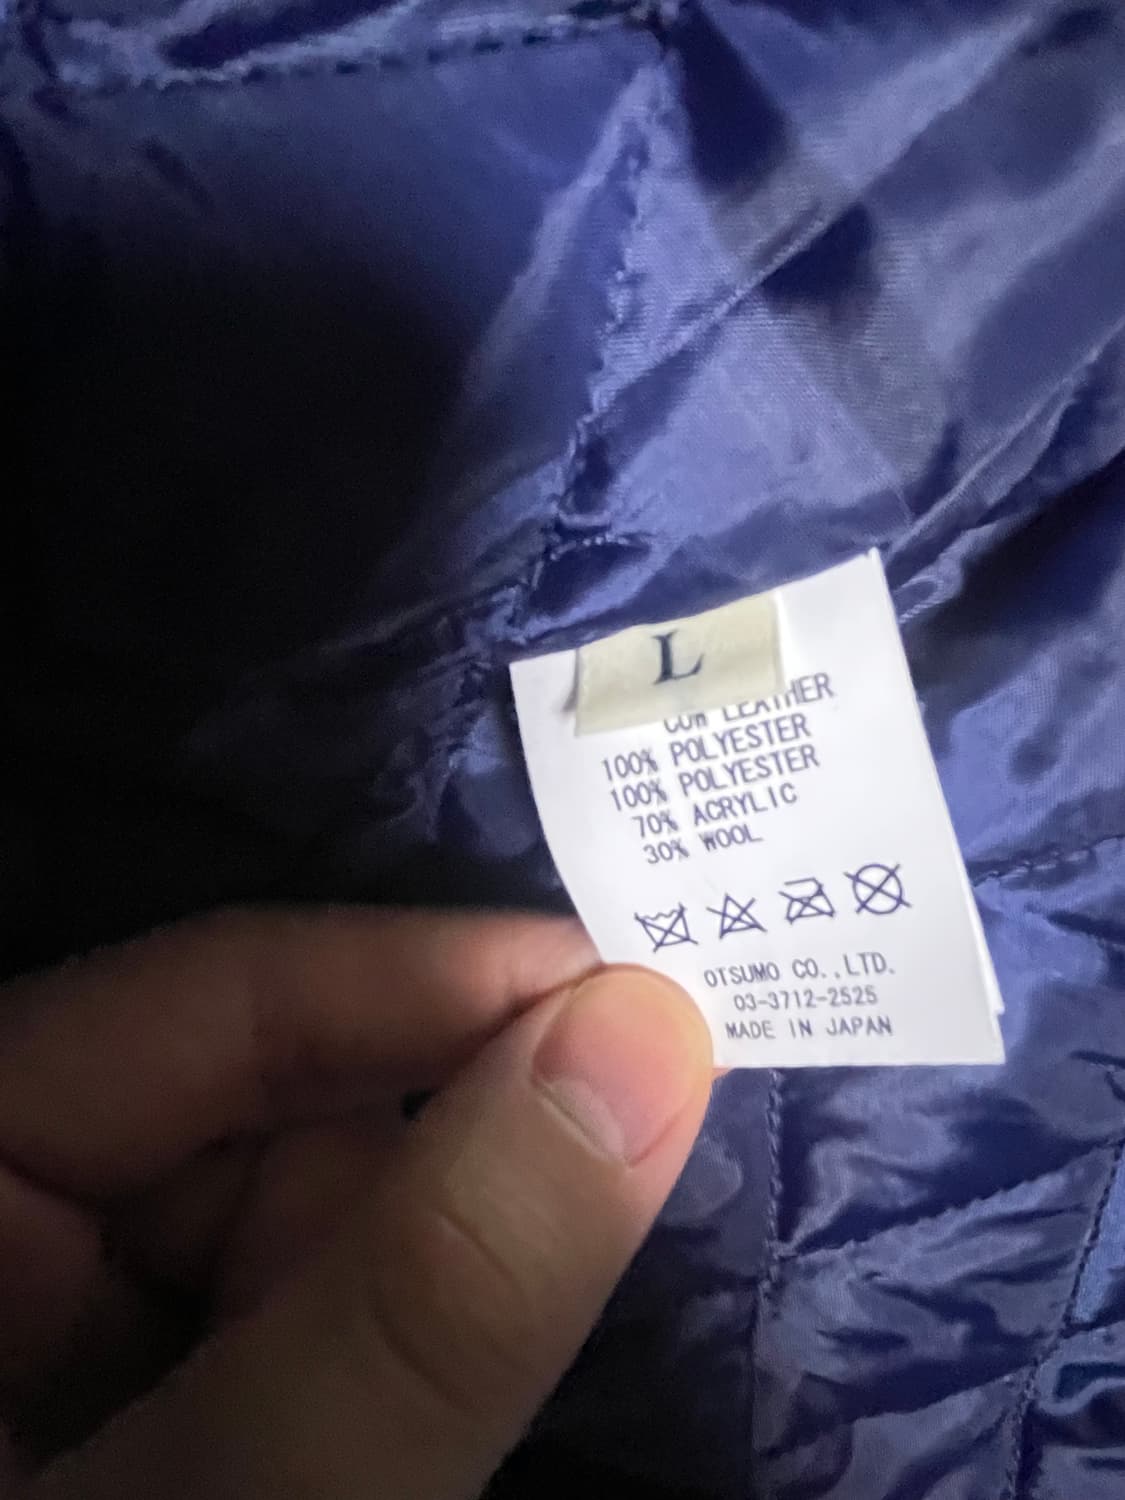 L
COW LEATHER
100% POLYESTER
100% POLYESTER
70% ACRYLIC
30% WOOL
OTSUMO CO.,LTD.
03-3712-2525
MADE IN JAPAN